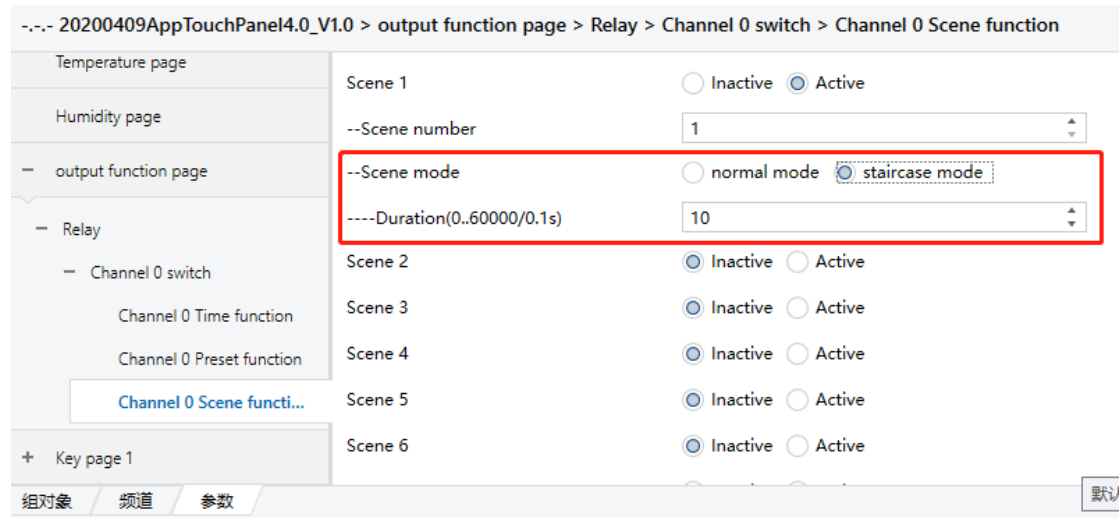 -.-.- 20200409AppTouchPanel4.0_V1.0 > output function page > Relay > Channel 0 switch > Channel 0 Scene function
Temperature page
Humidity page
− output function page
− Relay
− Channel 0 switch
Channel 0 Time function
Channel 0 Preset function
Channel 0 Scene functi...
+ Key page 1
Scene 1 Inactive Active
--Scene number 1
--Scene mode normal mode staircase mode
----Duration(0..60000/0.1s) 10
Scene 2 Inactive Active
Scene 3 Inactive Active
Scene 4 Inactive Active
Scene 5 Inactive Active
Scene 6 Inactive Active
组对象 频道 参数
默认